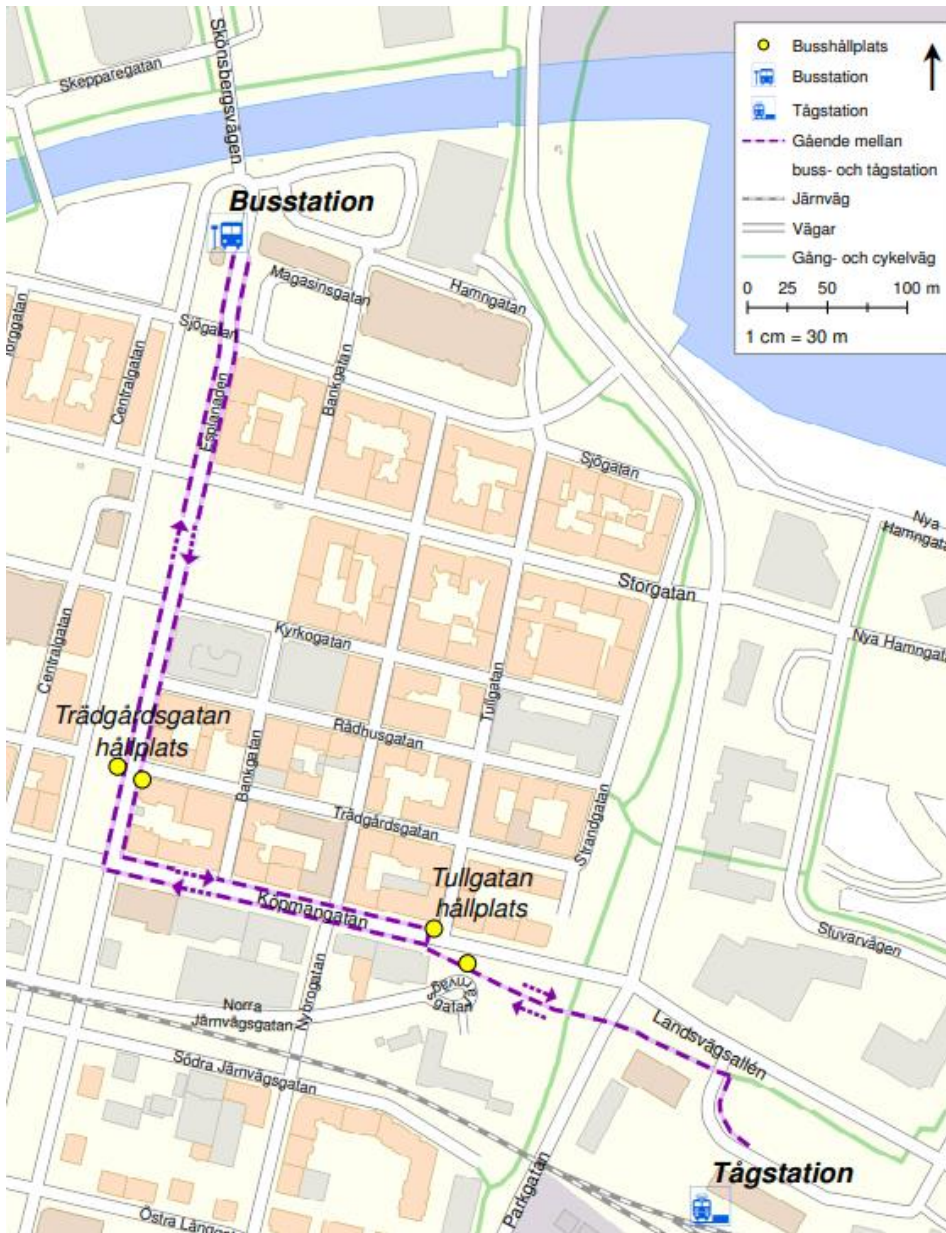 Skönsbergsvägen
Skepparegatan
Busshållplats
Busstation
Tågstation
Gående mellan
buss- och tågstation
Järnväg
Vägar
Gång- och cykelväg
0 25 50 100 m
1 cm = 30 m
Busstation
Magasinsgatan
Hamngatan
Sjögatan
Centralgatan
Esplanaden
Bankgatan
Sjögatan
Nya
Storgatan
Nya
Kyrkogatan
Centralgatan
Tullgatan
Trädgårdsgatan
hållplats
Rådhusgatan
Bankgatan
Trädgårdsgatan
Strandgatan
Tullgatan
hållplats
Köpmangatan
Stuvarvägen
Norra
Järnvägsgatan
Nybrogatan
Landsvägsallén
Södra Järnvägsgatan
Tågstation
Parkgatan
Östra